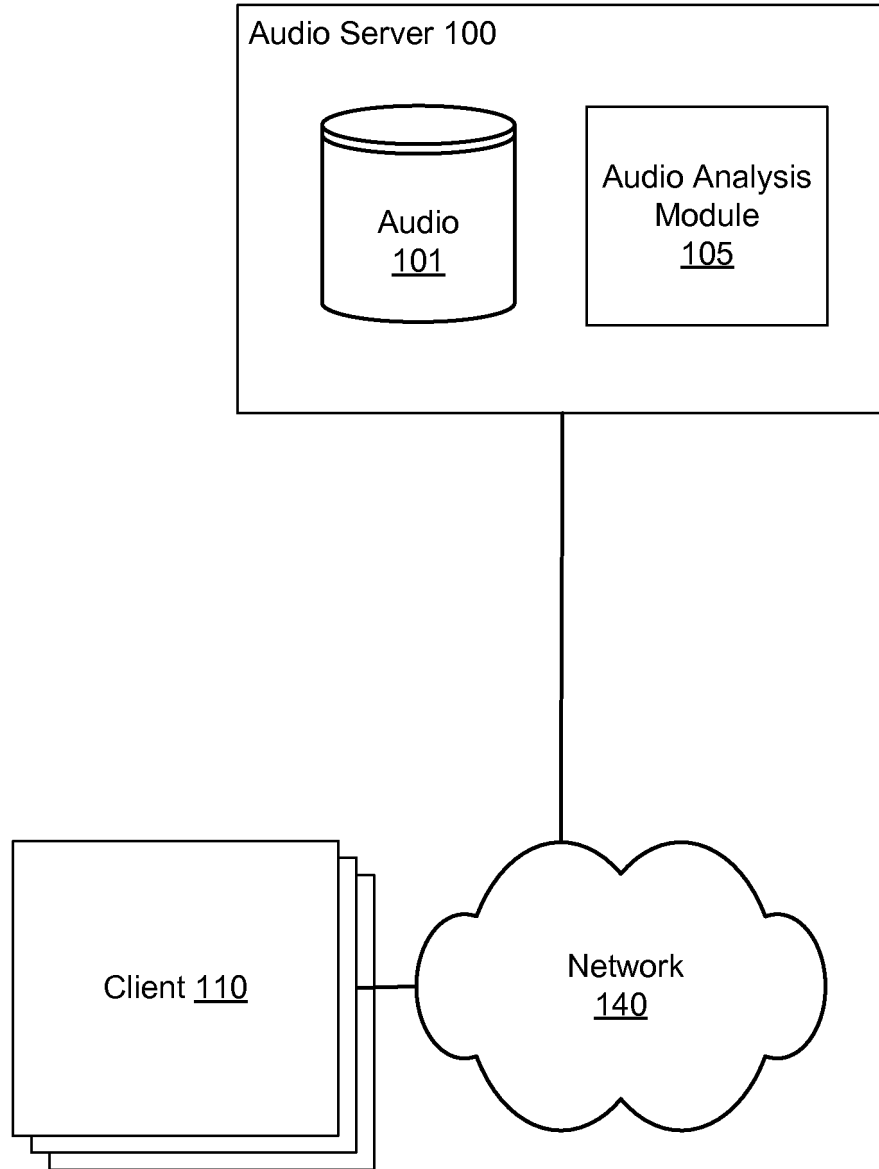 Audio Server 100
Audio
101
Audio Analysis
Module
105
Client 110
Network
140